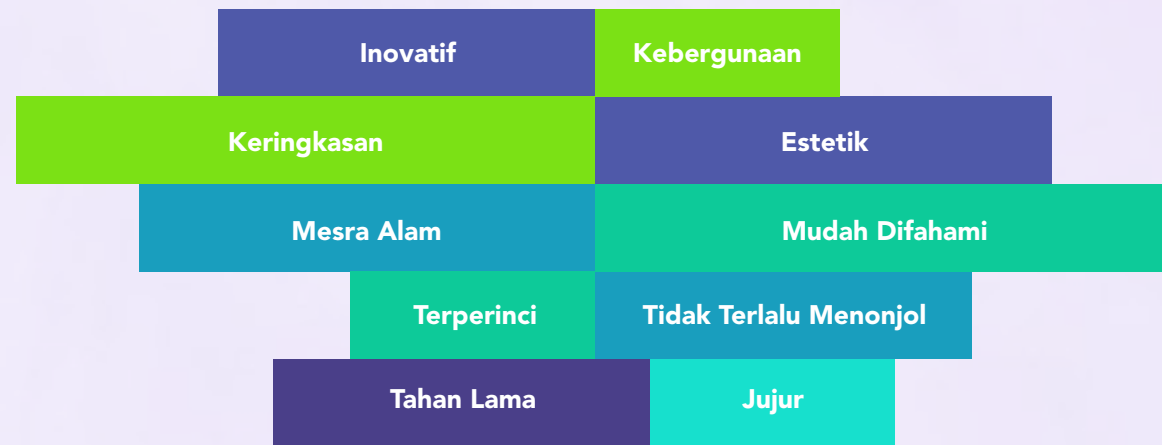 Inovatif
Kebergunaan
Keringkasan
Estetik
Mesra Alam
Mudah Difahami
Terperinci
Tidak Terlalu Menonjol
Tahan Lama
Jujur